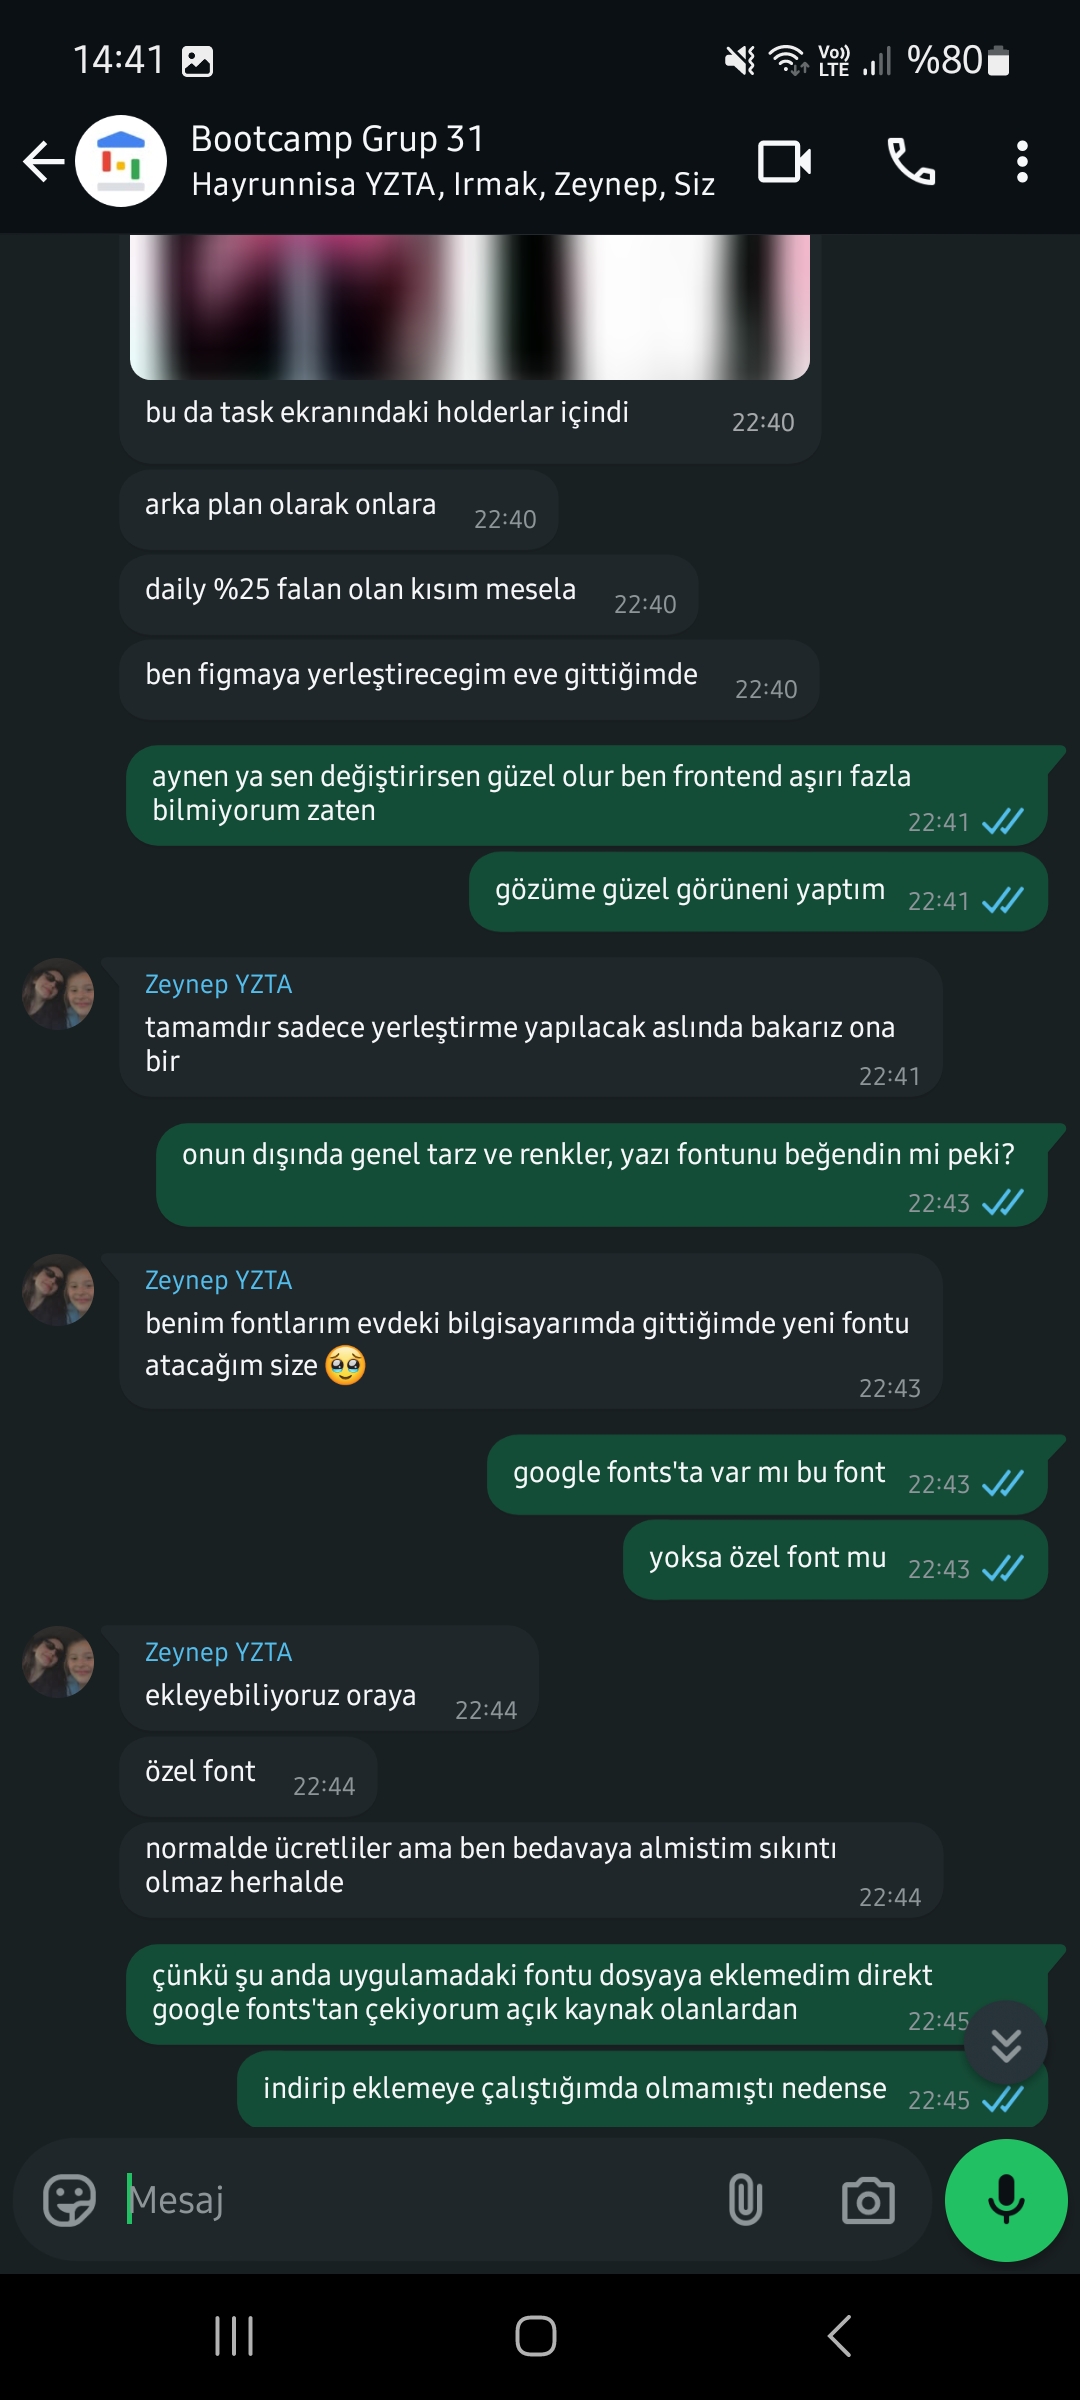 14:41
Vo))
LTE
%80
Bootcamp Grup 31
Hayrunnisa YZTA, Irmak, Zeynep, Siz
bu da task ekranındaki holderlar içindi
22:40
arka plan olarak onlara
22:40
daily %25 falan olan kısım mesela
22:40
ben figmaya yerleştirecegim eve gittiğimde
22:40
aynen ya sen değiştirirsen güzel olur ben frontend aşırı fazla
bilmiyorum zaten
22:41
gözüme güzel görüneni yaptım
22:41
Zeynep YZTA
tamamdır sadece yerleştirme yapılacak aslında bakarız ona
bir
22:41
onun dışında genel tarz ve renkler, yazı fontunu beğendin mi peki?
22:43
Zeynep YZTA
benim fontlarım evdeki bilgisayarımda gittiğimde yeni fontu
atacağım size 🥹
22:43
google fonts'ta var mı bu font
22:43
yoksa özel font mu
22:43
Zeynep YZTA
ekleyebiliyoruz oraya
22:44
özel font
22:44
normalde ücretliler ama ben bedavaya almistim sıkıntı
olmaz herhalde
22:44
çünkü şu anda uygulamadaki fontu dosyaya eklemedim direkt
google fonts'tan çekiyorum açık kaynak olanlardan
22:45
indirip eklemeye çalıştığımda olmamıştı nedense
22:45
Mesaj